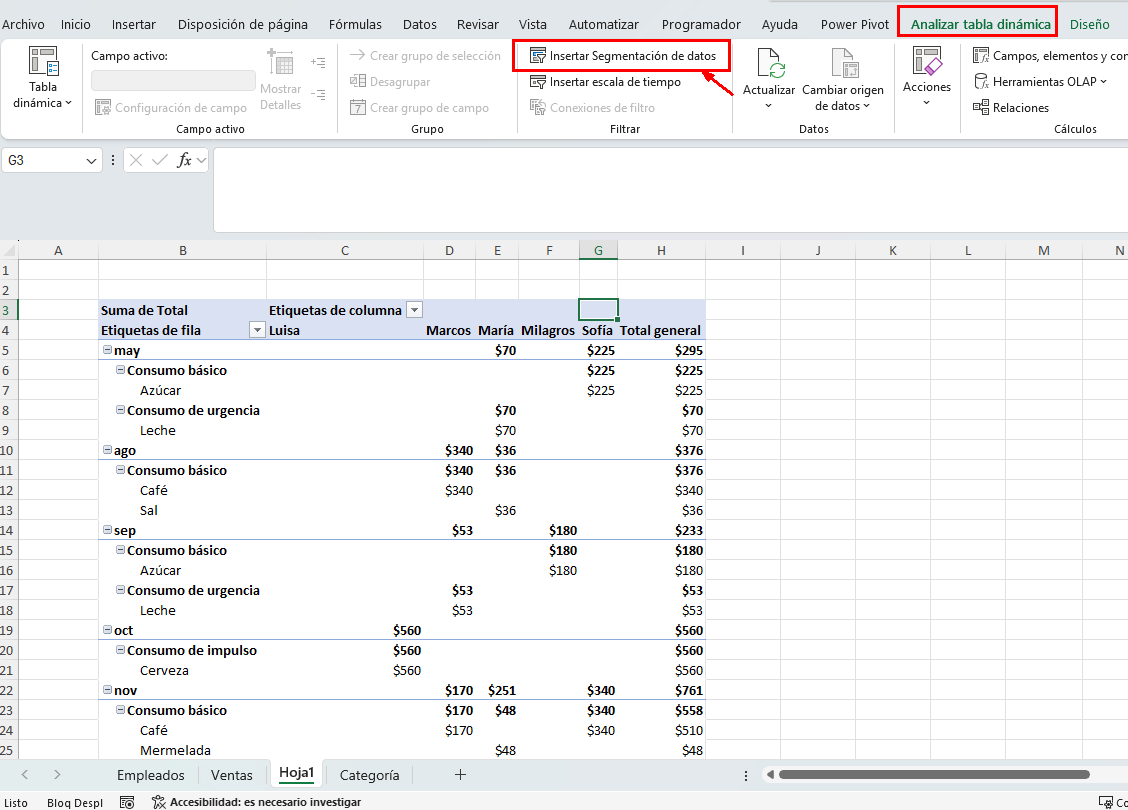 Archivo Inicio Insertar Disposición de página Fórmulas Datos Revisar Vista Automatizar Programador Ayuda Power Pivot Analizar tabla dinámica Diseño
Tabla dinámica
Campo activo:
Configuración de campo
Mostrar Detalles
Campo activo
Crear grupo de selección
Desagrupar
Crear grupo de campo
Grupo
Insertar Segmentación de datos
Insertar escala de tiempo
Conexiones de filtro
Filtrar
Actualizar
Cambiar origen de datos
Datos
Acciones
Campos, elementos y con
Herramientas OLAP
Relaciones
Cálculos
G3 fx
A B C D E F G H I J K L M N
1
2
3 Suma de Total Etiquetas de columna
4 Etiquetas de fila Luisa Marcos María Milagros Sofía Total general
5 may $70 $225 $295
6 Consumo básico $225 $225
7 Azúcar $225 $225
8 Consumo de urgencia $70 $70
9 Leche $70 $70
10 ago $340 $36 $376
11 Consumo básico $340 $36 $376
12 Café $340 $340
13 Sal $36 $36
14 sep $53 $180 $233
15 Consumo básico $180 $180
16 Azúcar $180 $180
17 Consumo de urgencia $53 $53
18 Leche $53 $53
19 oct $560 $560
20 Consumo de impulso $560 $560
21 Cerveza $560 $560
22 nov $170 $251 $340 $761
23 Consumo básico $170 $48 $340 $558
24 Café $170 $340 $510
25 Mermelada $48 $48
Empleados Ventas Hoja1 Categoría +
Listo Bloq Despl Accesibilidad: es necesario investigar Co